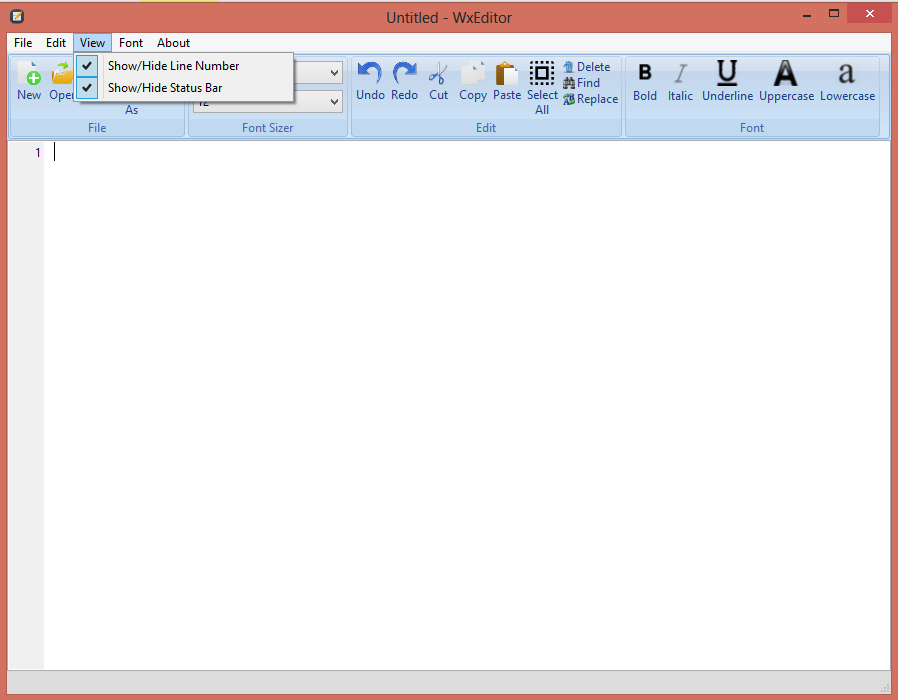 Untitled - WxEditor
File Edit View Font About
Show/Hide Line Number
Show/Hide Status Bar
New
As
File
12
Font Sizer
Undo Redo Cut Copy Paste Select All
Delete
Find
Replace
Edit
B I U A a
Bold Italic Underline Uppercase Lowercase
Font
1